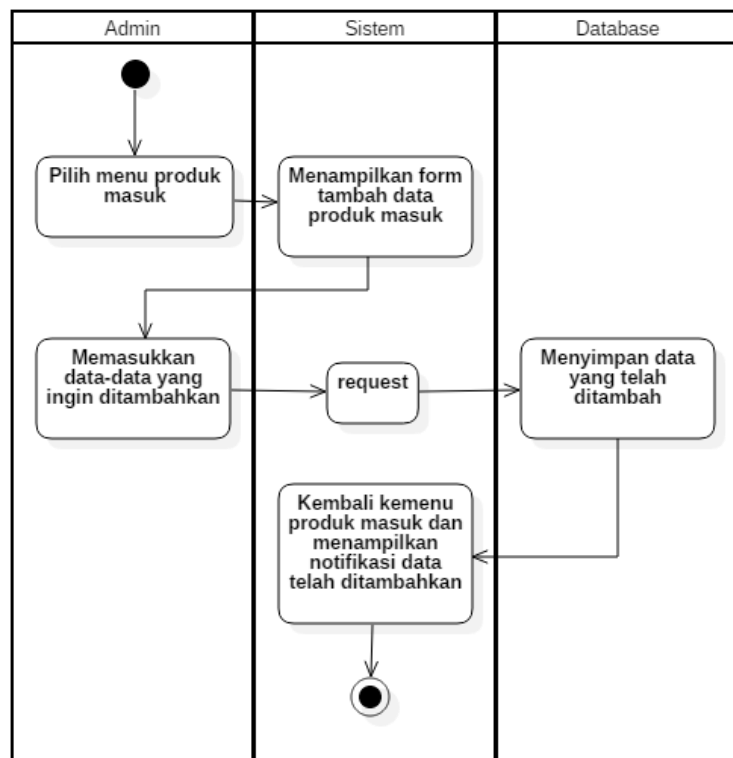 Admin
Sistem
Database
Pilih menu produk
masuk
Menampilkan form
tambah data
produk masuk
Memasukkan
data-data yang
ingin ditambahkan
request
Menyimpan data
yang telah
ditambah
Kembali kemenu
produk masuk dan
menampilkan
notifikasi data
telah ditambahkan